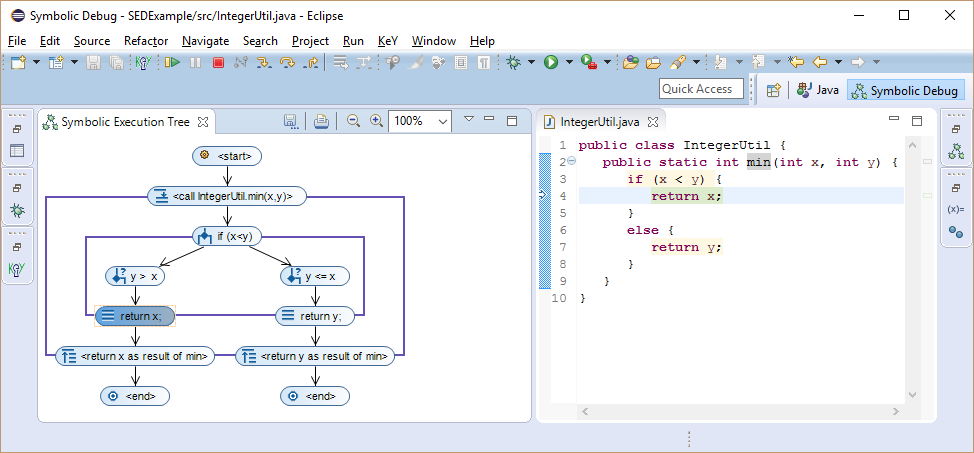 Symbolic Debug - SEDExample/src/IntegerUtil.java - Eclipse
File Edit Source Refactor Navigate Search Project Run KeY Window Help
Quick Access
Java
Symbolic Debug
Symbolic Execution Tree
100%
<start>
<call IntegerUtil.min(x,y)>
if (x<y)
y > x
y <= x
return x;
return y;
<return x as result of min>
<return y as result of min>
<end>
<end>
IntegerUtil.java
1 public class IntegerUtil {
2 public static int min(int x, int y) {
3 if (x < y) {
4 return x;
5 }
6 else {
7 return y;
8 }
9 }
10 }
(x)=